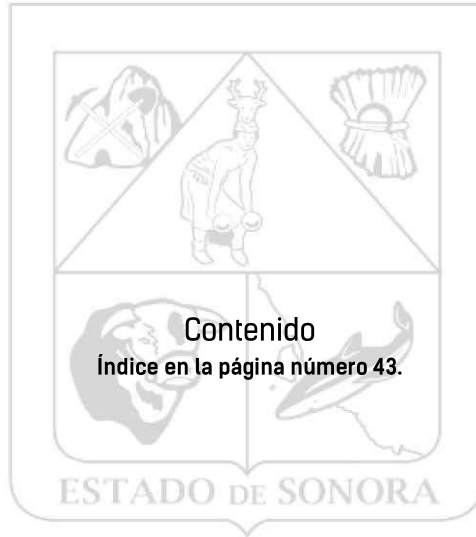 Contenido
Índice en la página número 43.
ESTADO DE SONORA